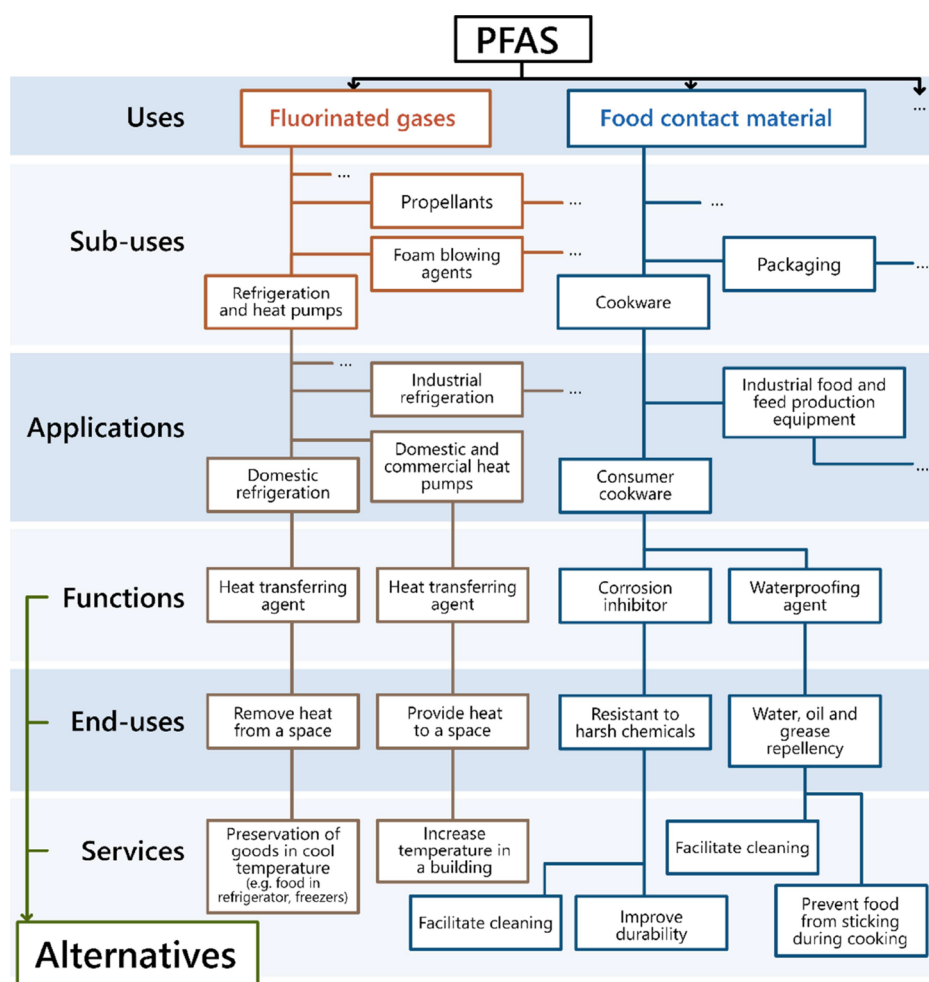 PFAS
Uses
Fluorinated gases
Food contact material
...
Sub-uses
...
Propellants
...
Foam blowing
agents
...
Refrigeration
and heat pumps
...
Packaging
...
Cookware
Applications
...
Industrial
refrigeration
...
Domestic and
commercial heat
pumps
Domestic
refrigeration
Industrial food and
feed production
equipment
...
Consumer
cookware
Functions
Heat transferring
agent
Heat transferring
agent
Corrosion
inhibitor
Waterproofing
agent
End-uses
Remove heat
from a space
Provide heat
to a space
Resistant to
harsh chemicals
Water, oil and
grease
repellency
Services
Preservation of
goods in cool
temperature
(e.g. food in
refrigerator, freezers)
Increase
temperature in
a building
Facilitate cleaning
Improve
durability
Facilitate cleaning
Prevent food
from sticking
during cooking
Alternatives